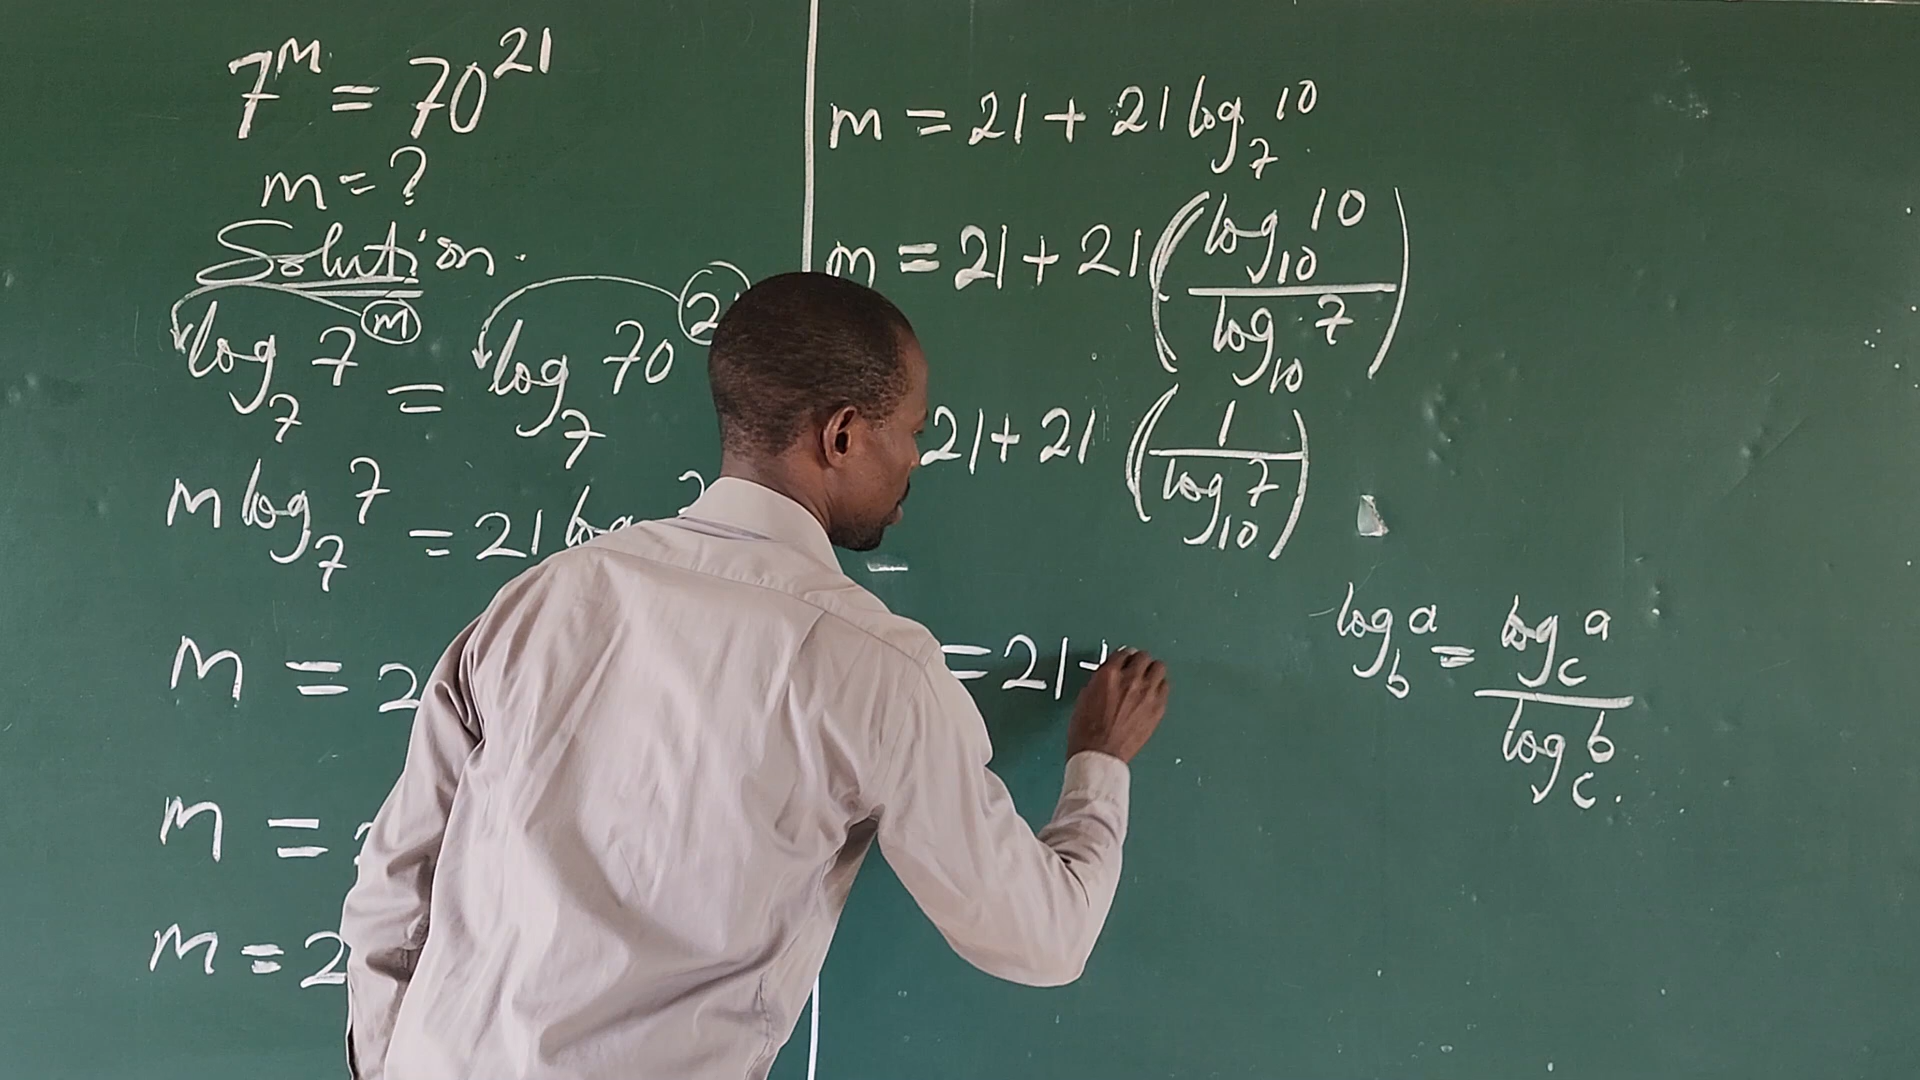 7^m = 70^21
m = ?
Solution.
log_7 7^m = log_7 70^2
m log_7 7 = 21 log
m = 2
m =
m = 2
m = 21 + 21 log_7 10
m = 21 + 21 (log_10 10 / log_10 7)
21 + 21 (1 / log_10 7)
= 21 +
log_b a = log_c a / log_c b.